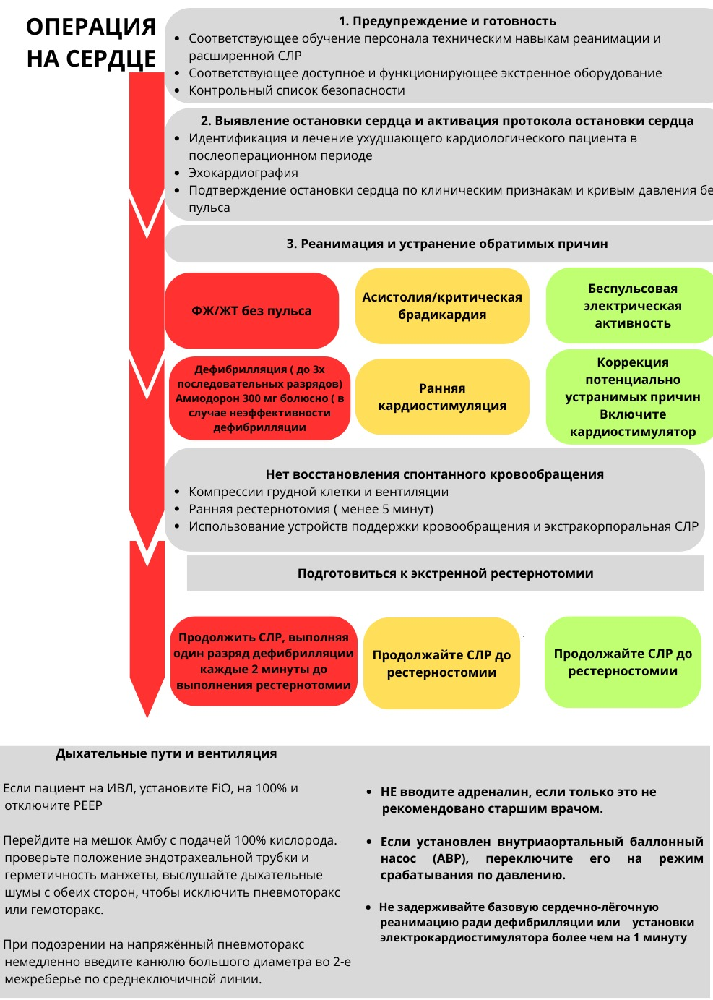 ОПЕРАЦИЯ
НА СЕРДЦЕ
1. Предупреждение и готовность
• Соответствующее обучение персонала техническим навыкам реанимации и
расширенной СЛР
• Соответствующее доступное и функционирующее экстренное оборудование
• Контрольный список безопасности
2. Выявление остановки сердца и активация протокола остановки сердца
• Идентификация и лечение ухудшающего кардиологического пациента в
послеоперационном периоде
• Эхокардиография
• Подтверждение остановки сердца по клиническим признакам и кривым давления бе
пульса
3. Реанимация и устранение обратимых причин
ФЖ/ЖТ без пульса
Асистолия/критическая
брадикардия
Беспульсовая
электрическая
активность
Дефибрилляция ( до 3х
последовательных разрядов)
Амиодорон 300 мг болюсно ( в
случае неэффективности
дефибрилляции
Ранняя
кардиостимуляция
Коррекция
потенциально
устранимых причин
Включите
кардиостимулятор
Нет восстановления спонтанного кровообращения
• Компрессии грудной клетки и вентиляции
• Ранняя рестернотомия ( менее 5 минут)
• Использование устройств поддержки кровообращения и экстракорпоральная СЛР
Подготовиться к экстренной рестернотомии
Продолжить СЛР, выполняя
один разряд дефибрилляции
каждые 2 минуты до
выполнения рестернотомии
Продолжайте СЛР до
рестерностомии
.
Продолжайте СЛР до
рестерностомии
Дыхательные пути и вентиляция
Если пациент на ИВЛ, установите FiO, на 100% и
отключите PEEP
Перейдите на мешок Амбу с подачей 100% кислорода.
проверьте положение эндотрахеальной трубки и
герметичность манжеты, выслушайте дыхательные
шумы с обеих сторон, чтобы исключить пневмоторакс
или гемоторакс.
При подозрении на напряжённый пневмоторакс
немедленно введите канюлю большого диаметра во 2-е
межреберье по среднеключичной линии.
• НЕ вводите адреналин, если только это не
рекомендовано старшим врачом.
• Если установлен внутриаортальный баллонный
насос (ABP), переключите его на режим
срабатывания по давлению.
• Не задерживайте базовую сердечно-лёгочную
реанимацию ради дефибрилляции или установки
электрокардиостимулятора более чем на 1 минуту